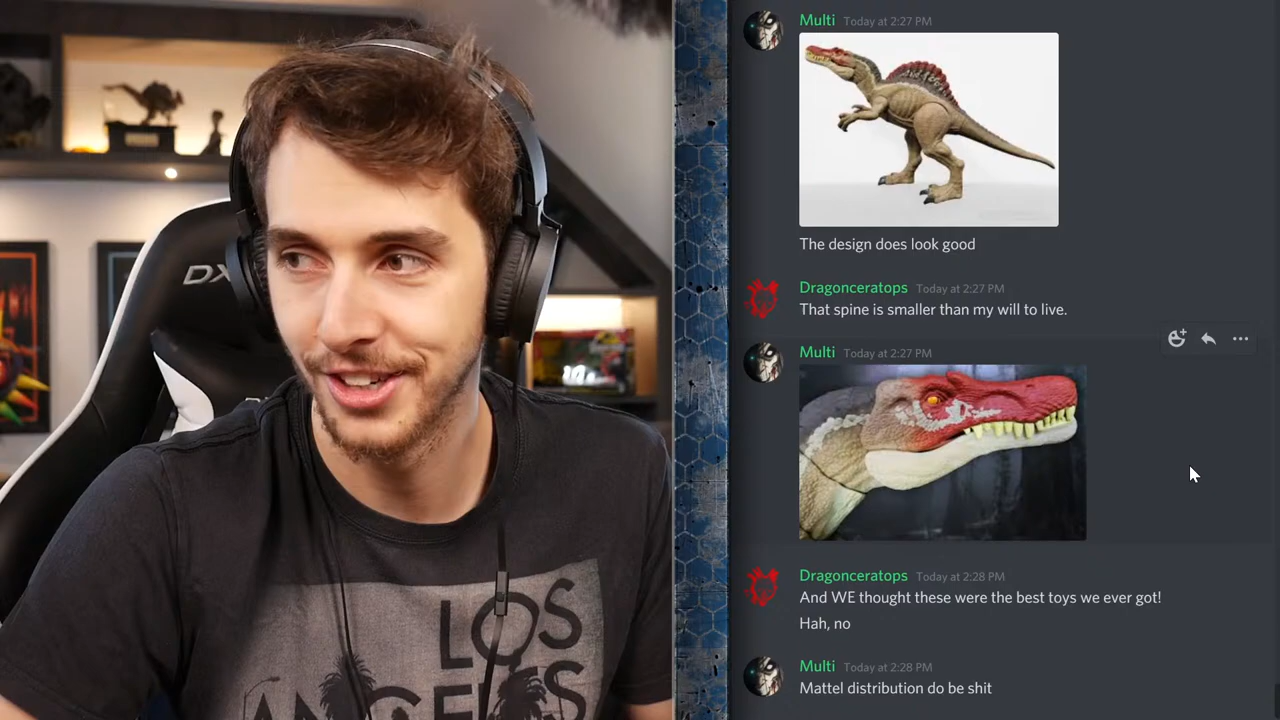 Multi Today at 2:27 PM
The design does look good
Dragonceratops Today at 2:27 PM
That spine is smaller than my will to live.
Multi Today at 2:27 PM
Dragonceratops Today at 2:28 PM
And WE thought these were the best toys we ever got!
Hah, no
Multi Today at 2:28 PM
Mattel distribution do be shit
DX
LOS
ANGELES